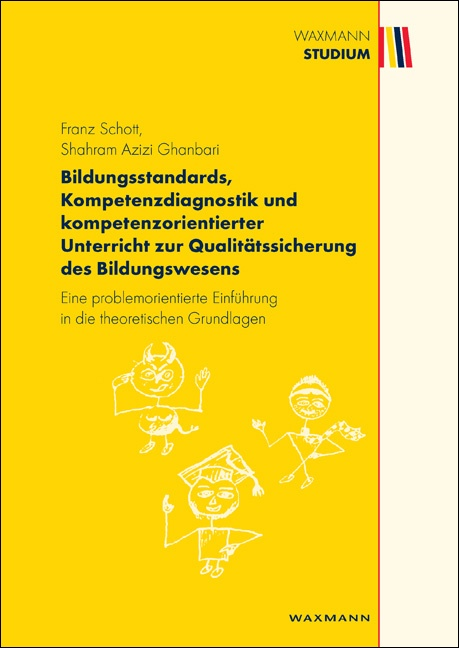 WAXMANN
STUDIUM
Franz Schott,
Shahram Azizi Ghanbari
Bildungsstandards,
Kompetenzdiagnostik und
kompetenzorientierter
Unterricht zur Qualitätssicherung
des Bildungswesens
Eine problemorientierte Einführung
in die theoretischen Grundlagen
WAXMANN